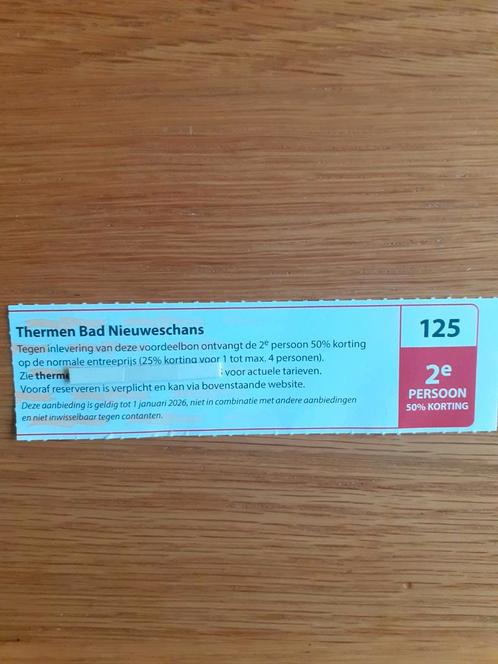 Thermen Bad Nieuweschans
Tegen inlevering van deze voordeelbon ontvangt de 2e persoon 50% korting
op de normale entreeprijs (25% korting voor 1 tot max. 4 personen).
Zie therme voor actuele tarieven.
Vooraf reserveren is verplicht en kan via bovenstaande website.
Deze aanbieding is geldig tot 1 januari 2026, niet in combinatie met andere aanbiedingen
en niet inwisselbaar tegen contanten.
125
2e
PERSOON
50% KORTING